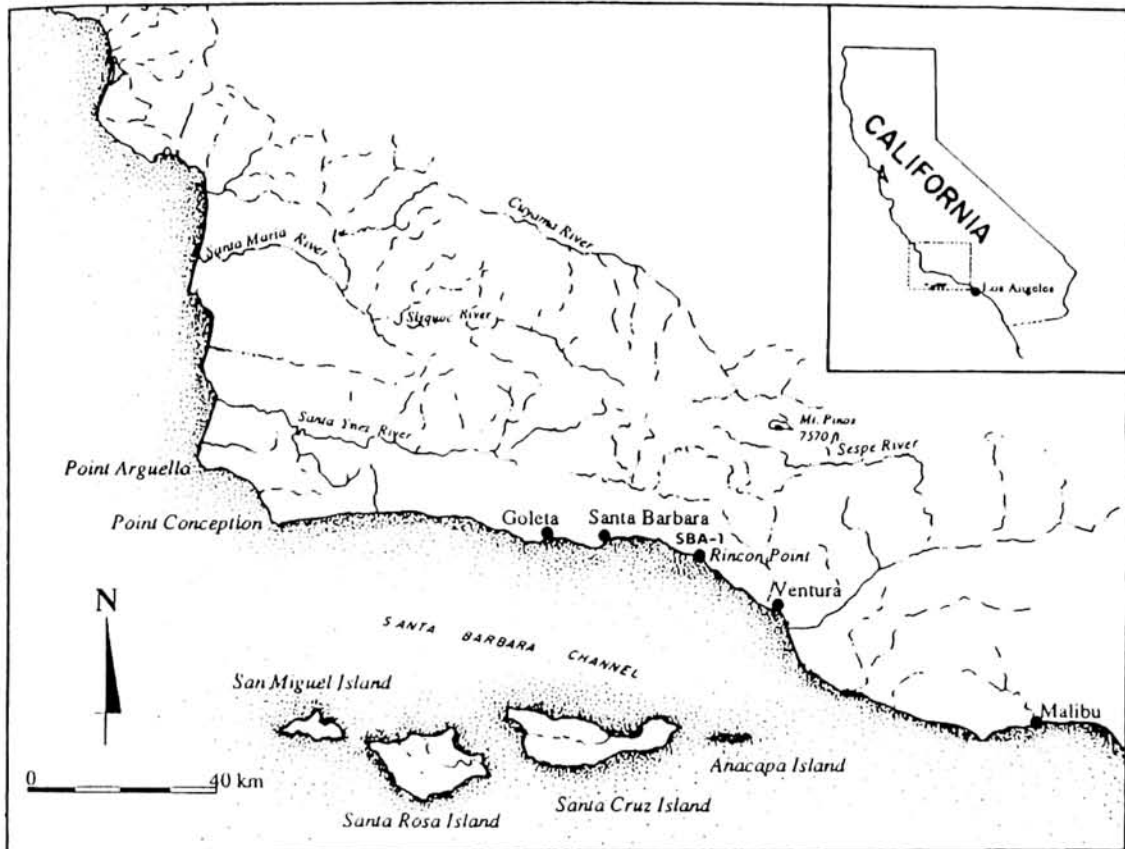 CALIFORNIA
Los Angeles
Cuyama River
Santa Maria River
Sisquoc River
Mt. Pinos
7570 ft.
Santa Ynez River
Sespe River
Point Arguello
Point Conception
Goleta
Santa Barbara
SBA-1
Rincon Point
Ventura
N
SANTA BARBARA CHANNEL
San Miguel Island
Malibu
Anacapa Island
0 40 km
Santa Cruz Island
Santa Rosa Island